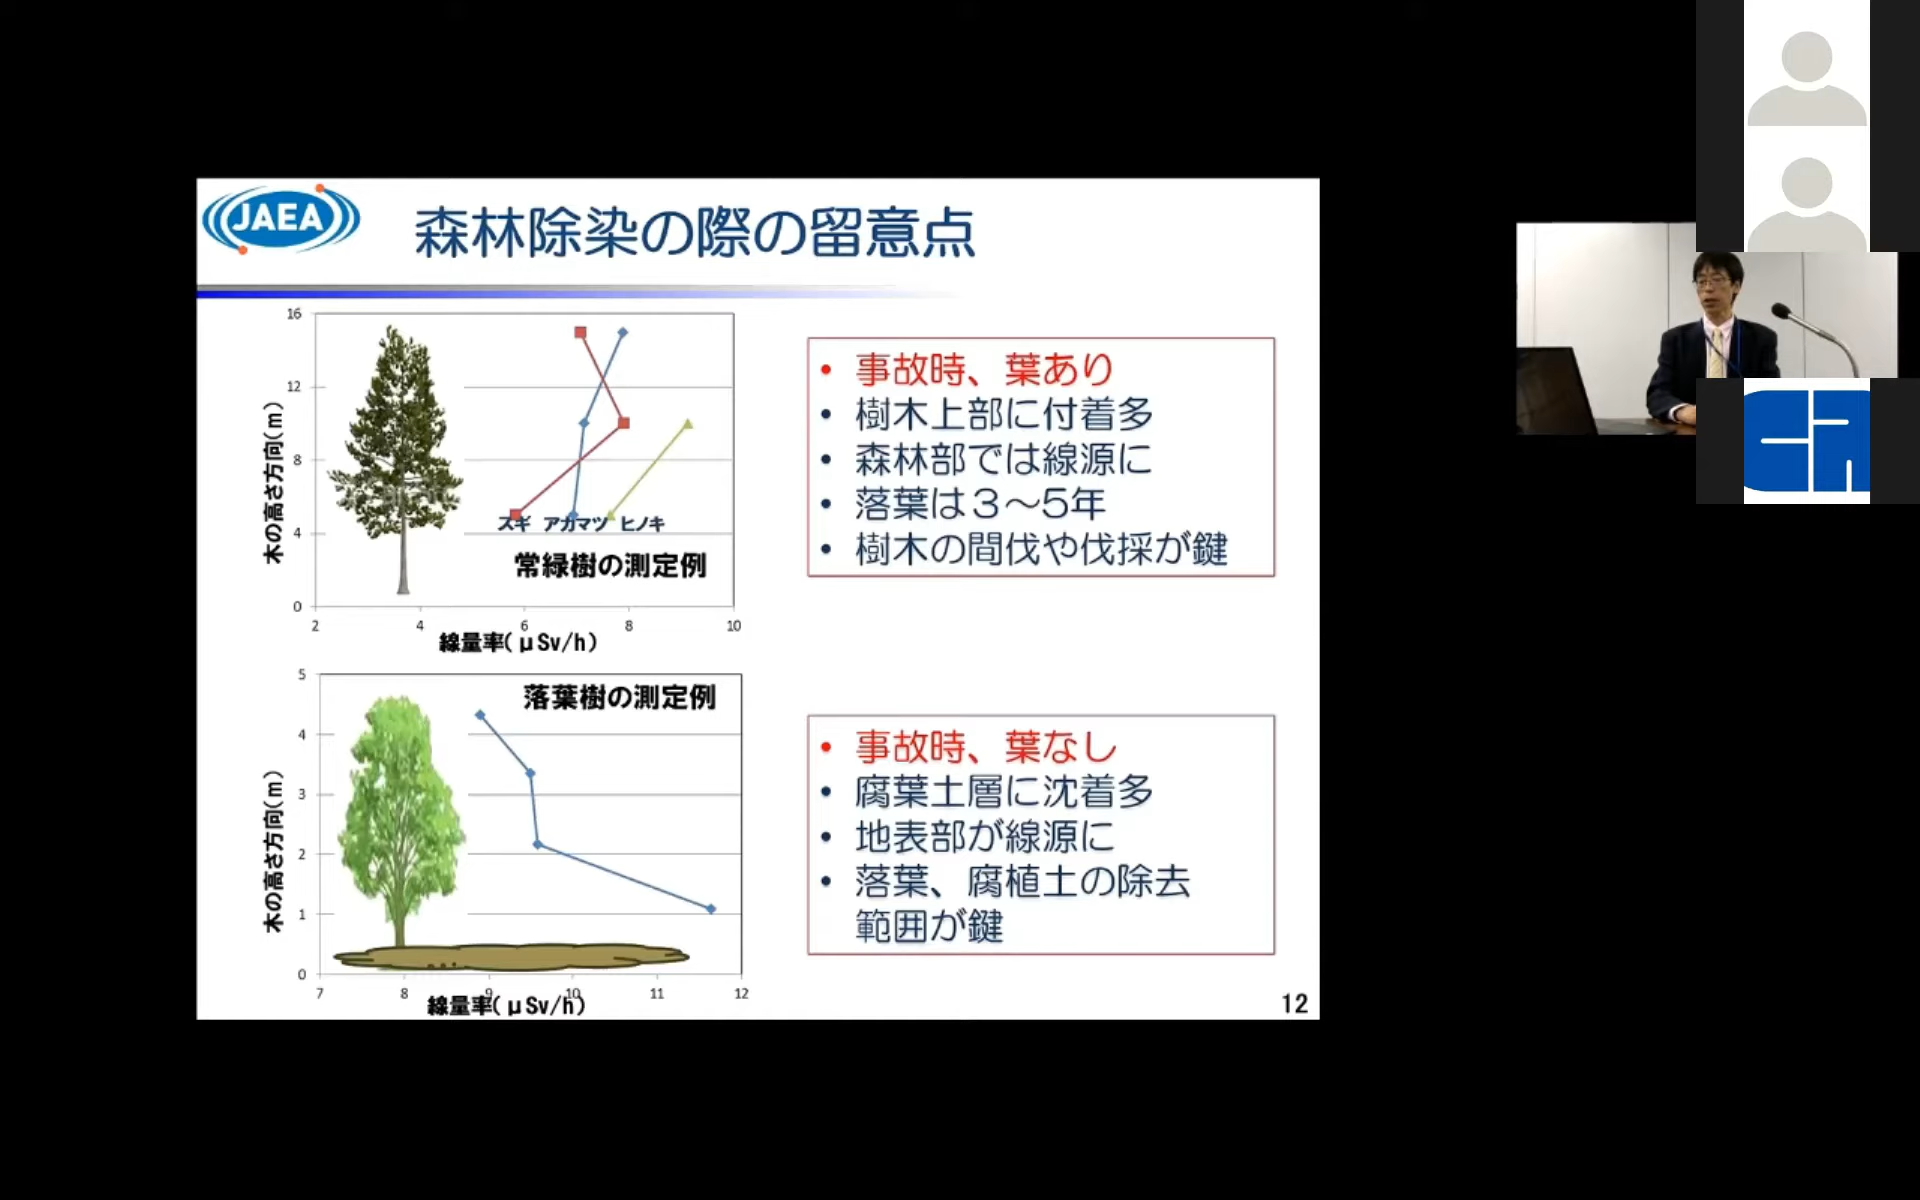 JAEA
森林除染の際の留意点
16
12
8
4
0
木の高さ方向(m)
スギ アカマツ ヒノキ
常緑樹の測定例
2 4 6 8 10
線量率(μSv/h)
・事故時、葉あり
・樹木上部に付着多
・森林部では線源に
・落葉は3～5年
・樹木の間伐や伐採が鍵
5
4
3
2
1
0
木の高さ方向(m)
落葉樹の測定例
7 8 9 10 11 12
線量率(μSv/h)
・事故時、葉なし
・腐葉土層に沈着多
・地表部が線源に
・落葉、腐植土の除去
範囲が鍵
12